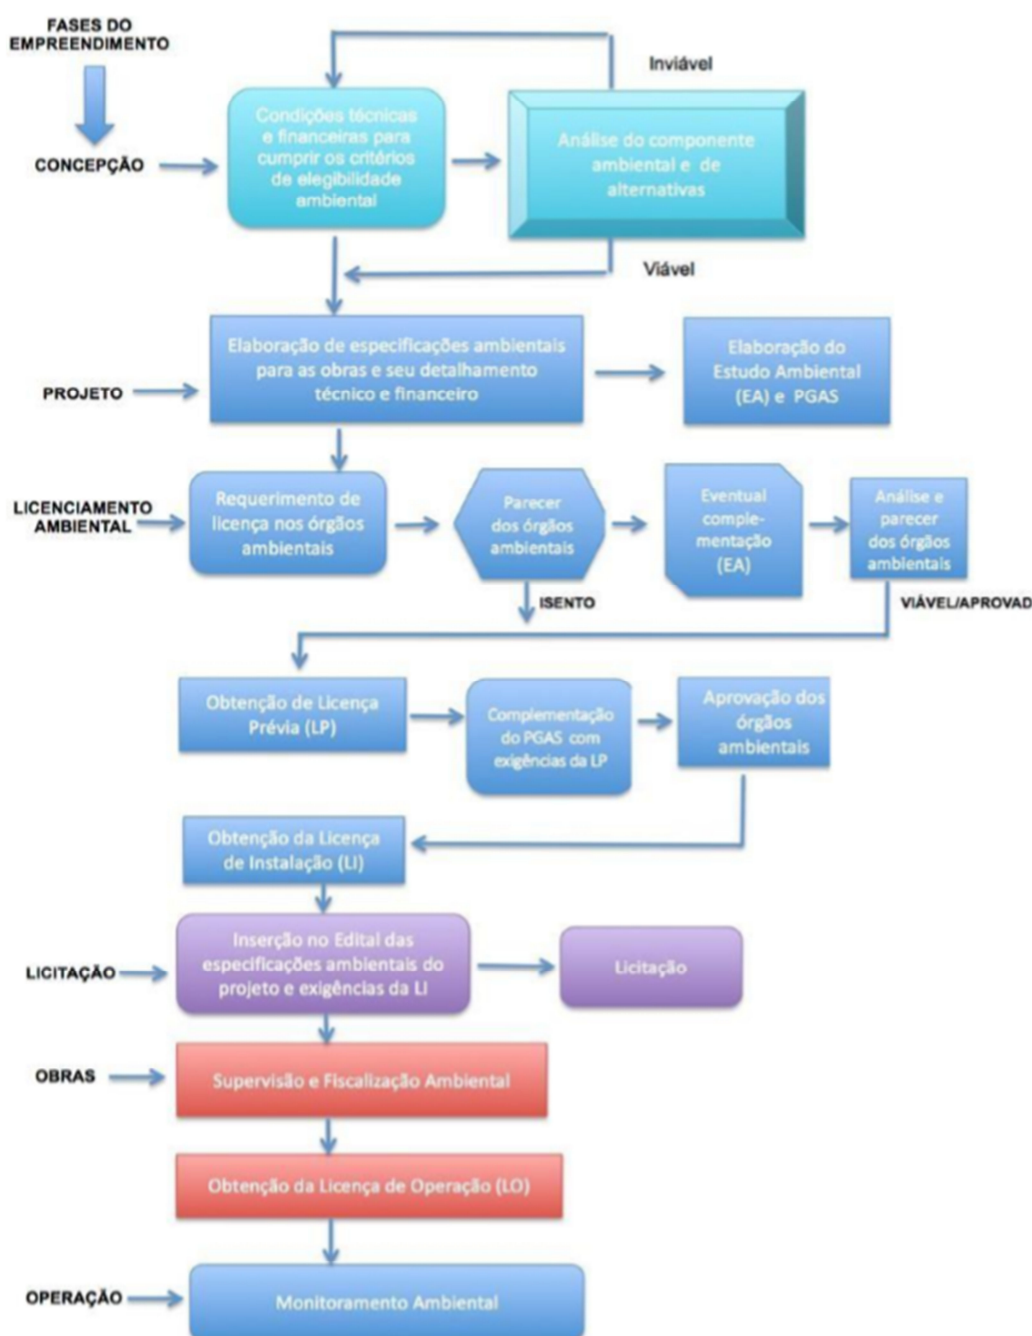 FASES DO
EMPREENDIMENTO
Inviável
CONCEPÇÃO
Condições técnicas
e financeiras para
cumprir os critérios
de elegibilidade
ambiental
Análise do componente
ambiental e de
alternativas
Viável
PROJETO
Elaboração de especificações ambientais
para as obras e seu detalhamento
técnico e financeiro
Elaboração do
Estudo Ambiental
(EA) e PGAS
LICENCIAMENTO
AMBIENTAL
Requerimento de
licença nos órgãos
ambientais
Parecer
dos órgãos
ambientais
Eventual
comple-
mentação
(EA)
Análise e
parecer
dos órgãos
ambientais
ISENTO
VIÁVEL/APROVAD
Obtenção de Licença
Prévia (LP)
Complementação
do PGAS com
exigências da LP
Aprovação dos
órgãos
ambientais
Obtenção da Licença
de Instalação (LI)
LICITAÇÃO
Inserção no Edital das
especificações ambientais do
projeto e exigências da LI
Licitação
OBRAS
Supervisão e Fiscalização Ambiental
Obtenção da Licença de Operação (LO)
OPERAÇÃO
Monitoramento Ambiental